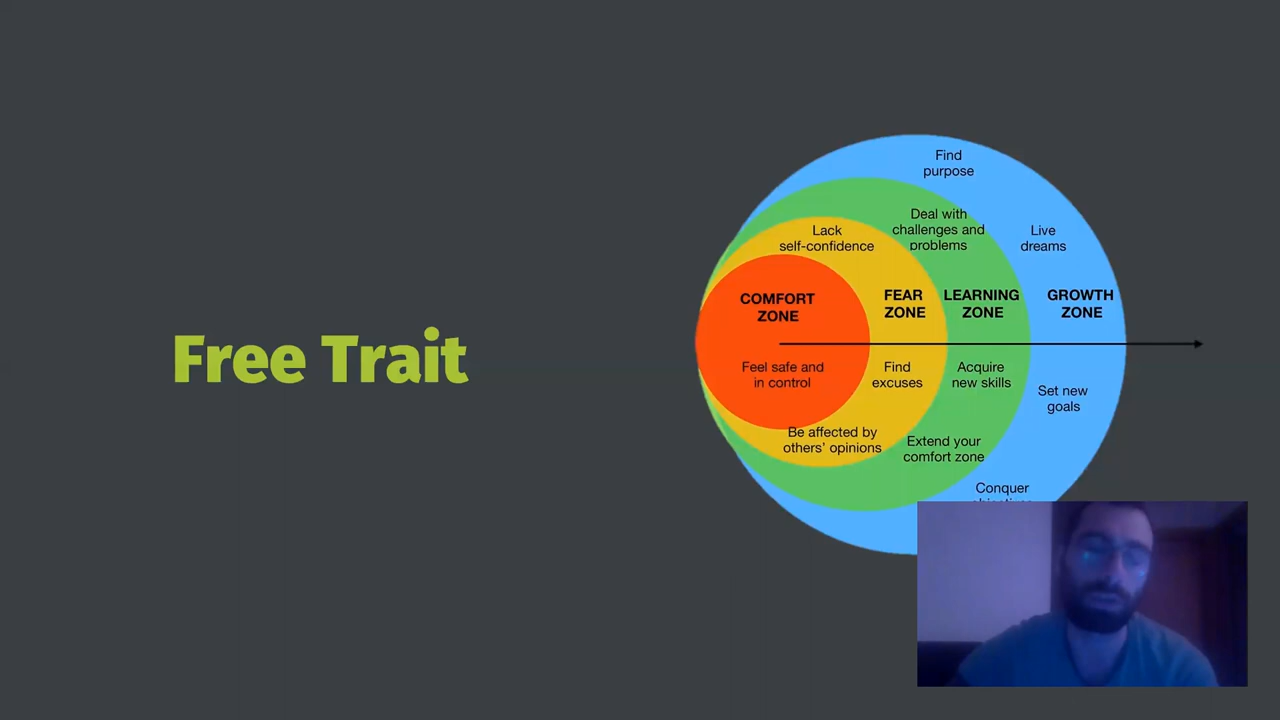 Free Trait
Find
purpose
Deal with
challenges and
problems
Lack
self-confidence
Live
dreams
COMFORT
ZONE
FEAR
ZONE
LEARNING
ZONE
GROWTH
ZONE
Feel safe and
in control
Find
excuses
Acquire
new skills
Set new
goals
Be affected by
others' opinions
Extend your
comfort zone
Conquer